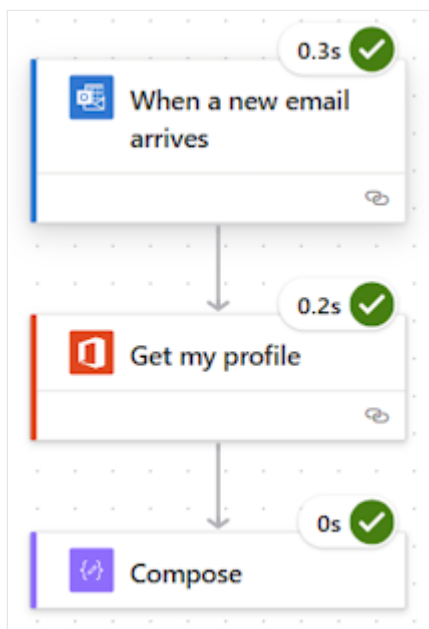 0.3s
When a new email
arrives
0.2s
Get my profile
0s
Compose